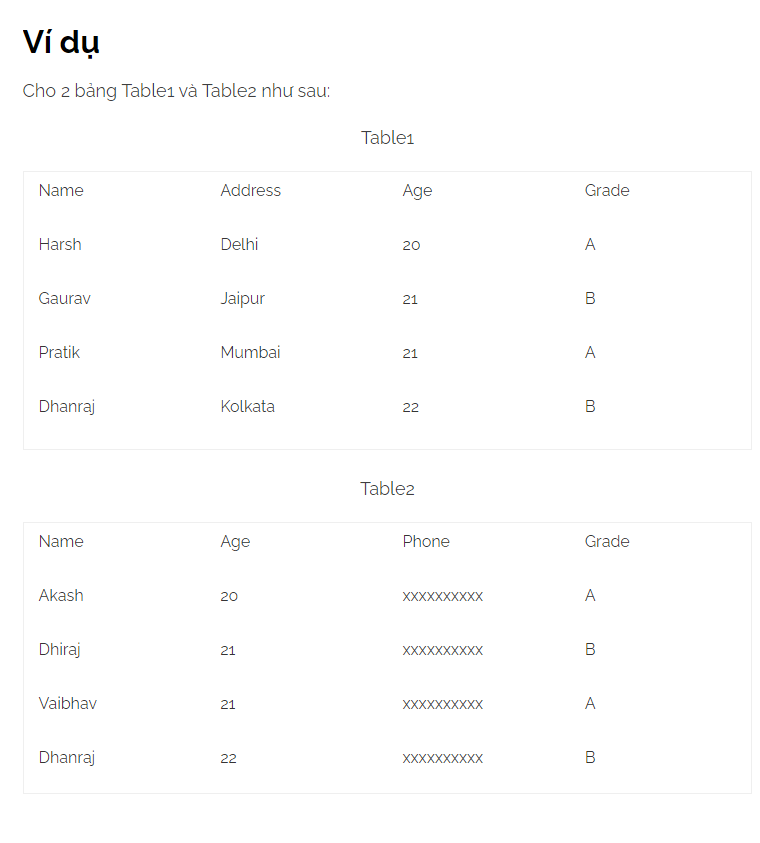 Ví dụ
Cho 2 bảng Table1 và Table2 như sau:
Table1
Name Address Age Grade
Harsh Delhi 20 A
Gaurav Jaipur 21 B
Pratik Mumbai 21 A
Dhanraj Kolkata 22 B
Table2
Name Age Phone Grade
Akash 20 xxxxxxxxxx A
Dhiraj 21 xxxxxxxxxx B
Vaibhav 21 xxxxxxxxxx A
Dhanraj 22 xxxxxxxxxx B